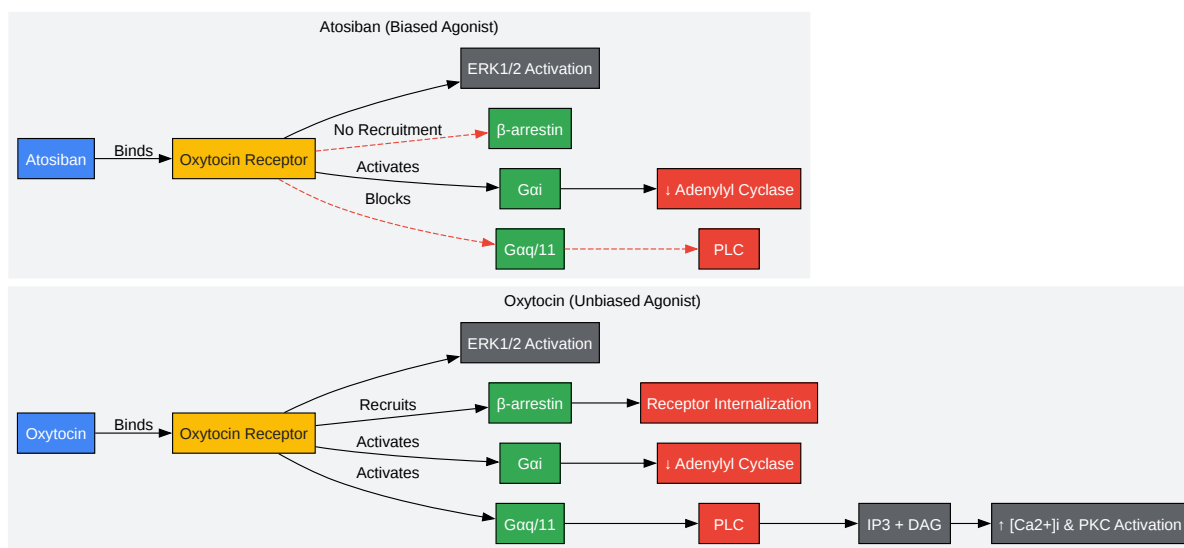 Atosiban (Biased Agonist)
ERK1/2 Activation
No Recruitment
β-arrestin
Atosiban
Binds
Oxytocin Receptor
Activates
Gαi
↓ Adenylyl Cyclase
Blocks
Gαq/11
PLC
Oxytocin (Unbiased Agonist)
ERK1/2 Activation
Recruits
β-arrestin
Receptor Internalization
Oxytocin
Binds
Oxytocin Receptor
Activates
Gαi
↓ Adenylyl Cyclase
Activates
Gαq/11
PLC
IP3 + DAG
↑ [Ca2+]i & PKC Activation